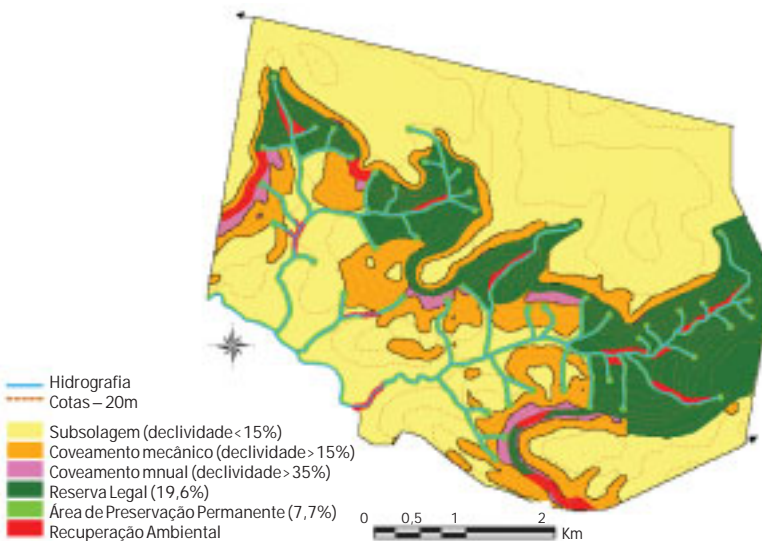 Hidrografia
Cotas – 20m
Subsolagem (declividade<15%)
Coveamento mecânico (declividade>15%)
Coveamento mnual (declividade>35%)
Reserva Legal (19,6%)
Área de Preservação Permanente (7,7%)
Recuperação Ambiental
0 0,5 1 2
Km